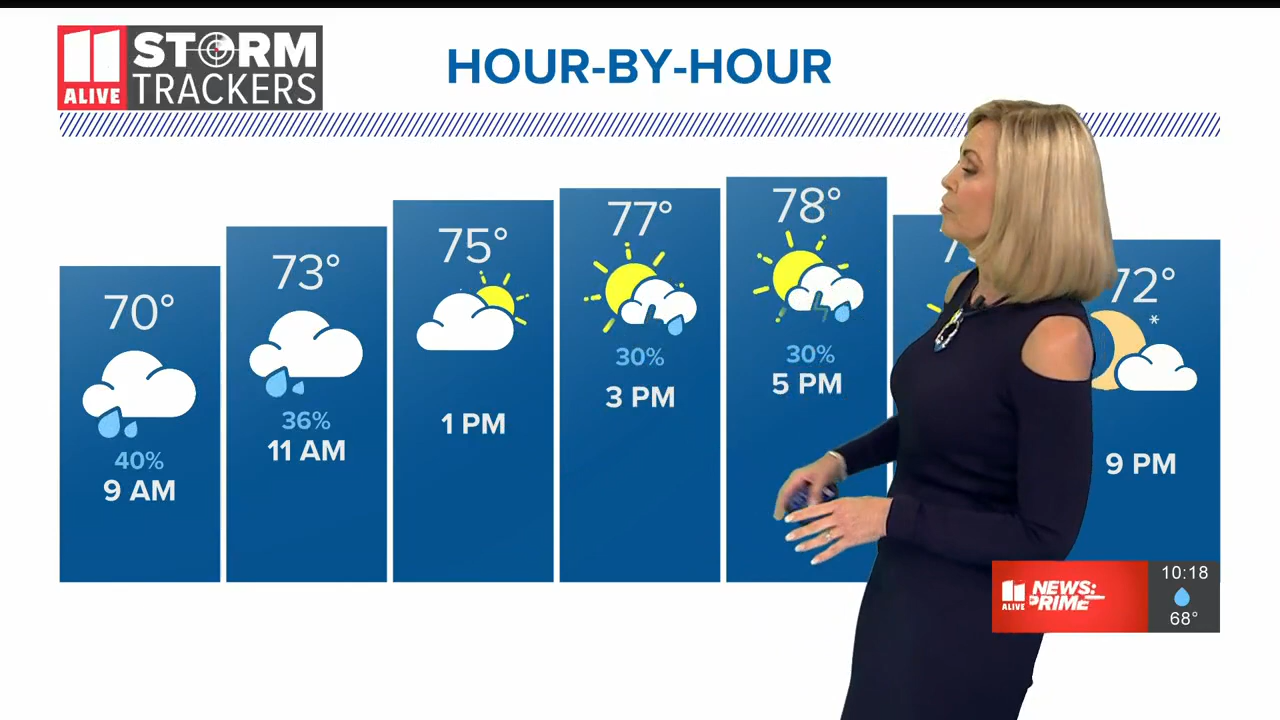 11
ALIVE
STORM
TRACKERS
HOUR-BY-HOUR
70°
40%
9 AM
73°
36%
11 AM
75°
1 PM
77°
30%
3 PM
78°
30%
5 PM
72°
9 PM
11
ALIVE
NEWS:
PRIME
10:18
68°